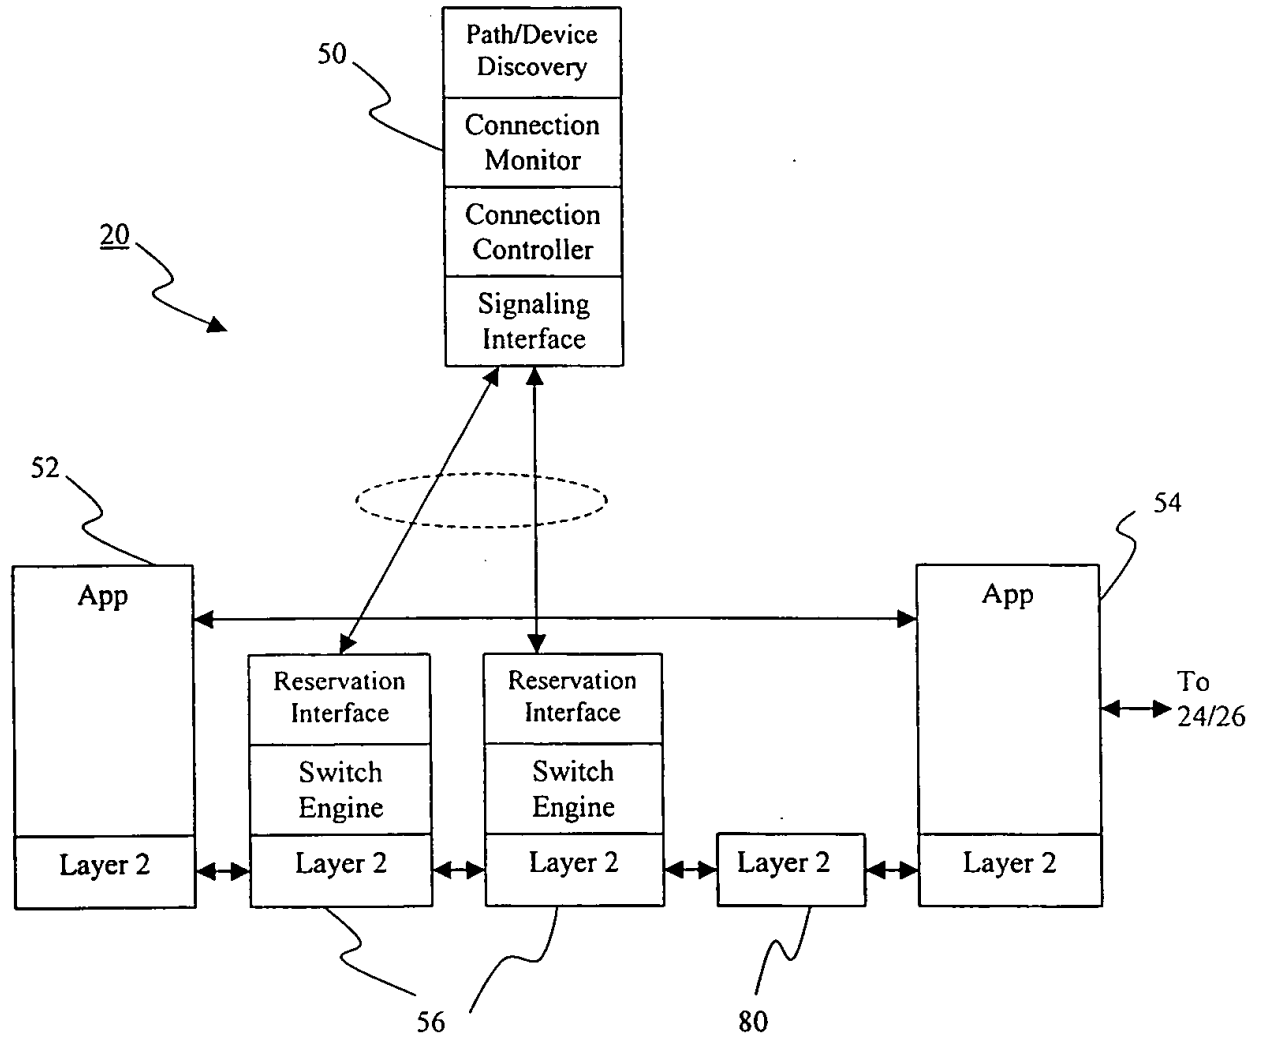 Path/Device
Discovery
50
Connection
Monitor
Connection
Controller
20
Signaling
Interface
52
54
App
App
Reservation
Interface
Reservation
Interface
To
24/26
Switch
Engine
Switch
Engine
Layer 2
Layer 2
Layer 2
Layer 2
Layer 2
56
80